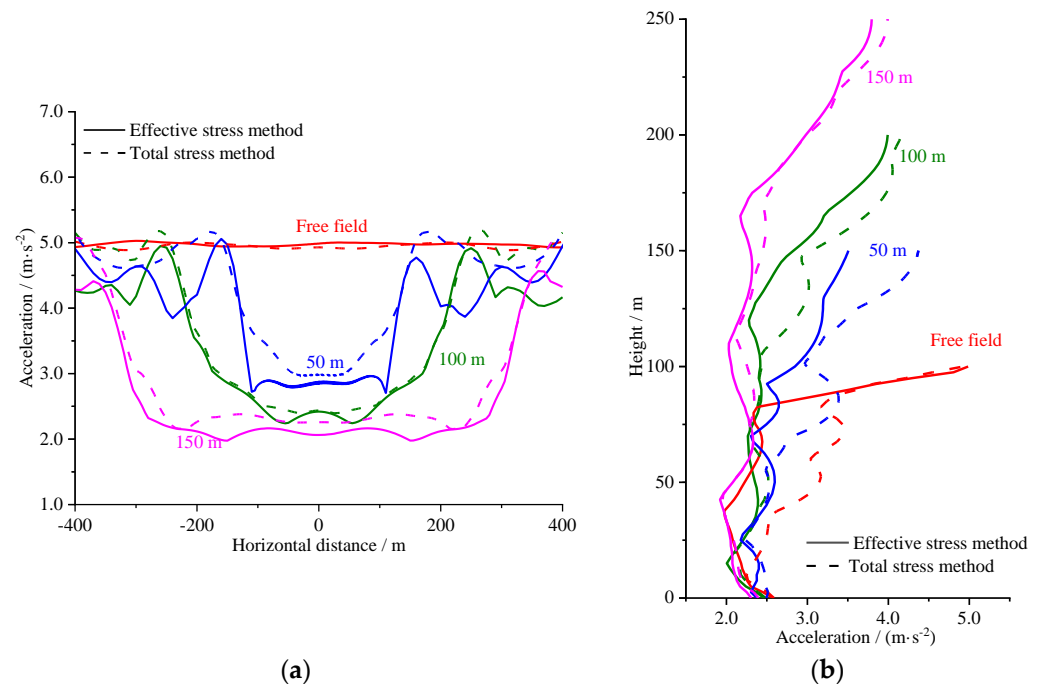 7.0
6.0
5.0
4.0
3.0
2.0
1.0
Acceleration / (m·s⁻²)
Effective stress method
Total stress method
Free field
50 m
100 m
150 m
-400 -200 0 200 400
Horizontal distance / m
(a)
250
200
150
100
50
0
Height / m
150 m
100 m
50 m
Free field
Effective stress method
Total stress method
2.0 3.0 4.0 5.0
Acceleration / (m·s⁻²)
(b)